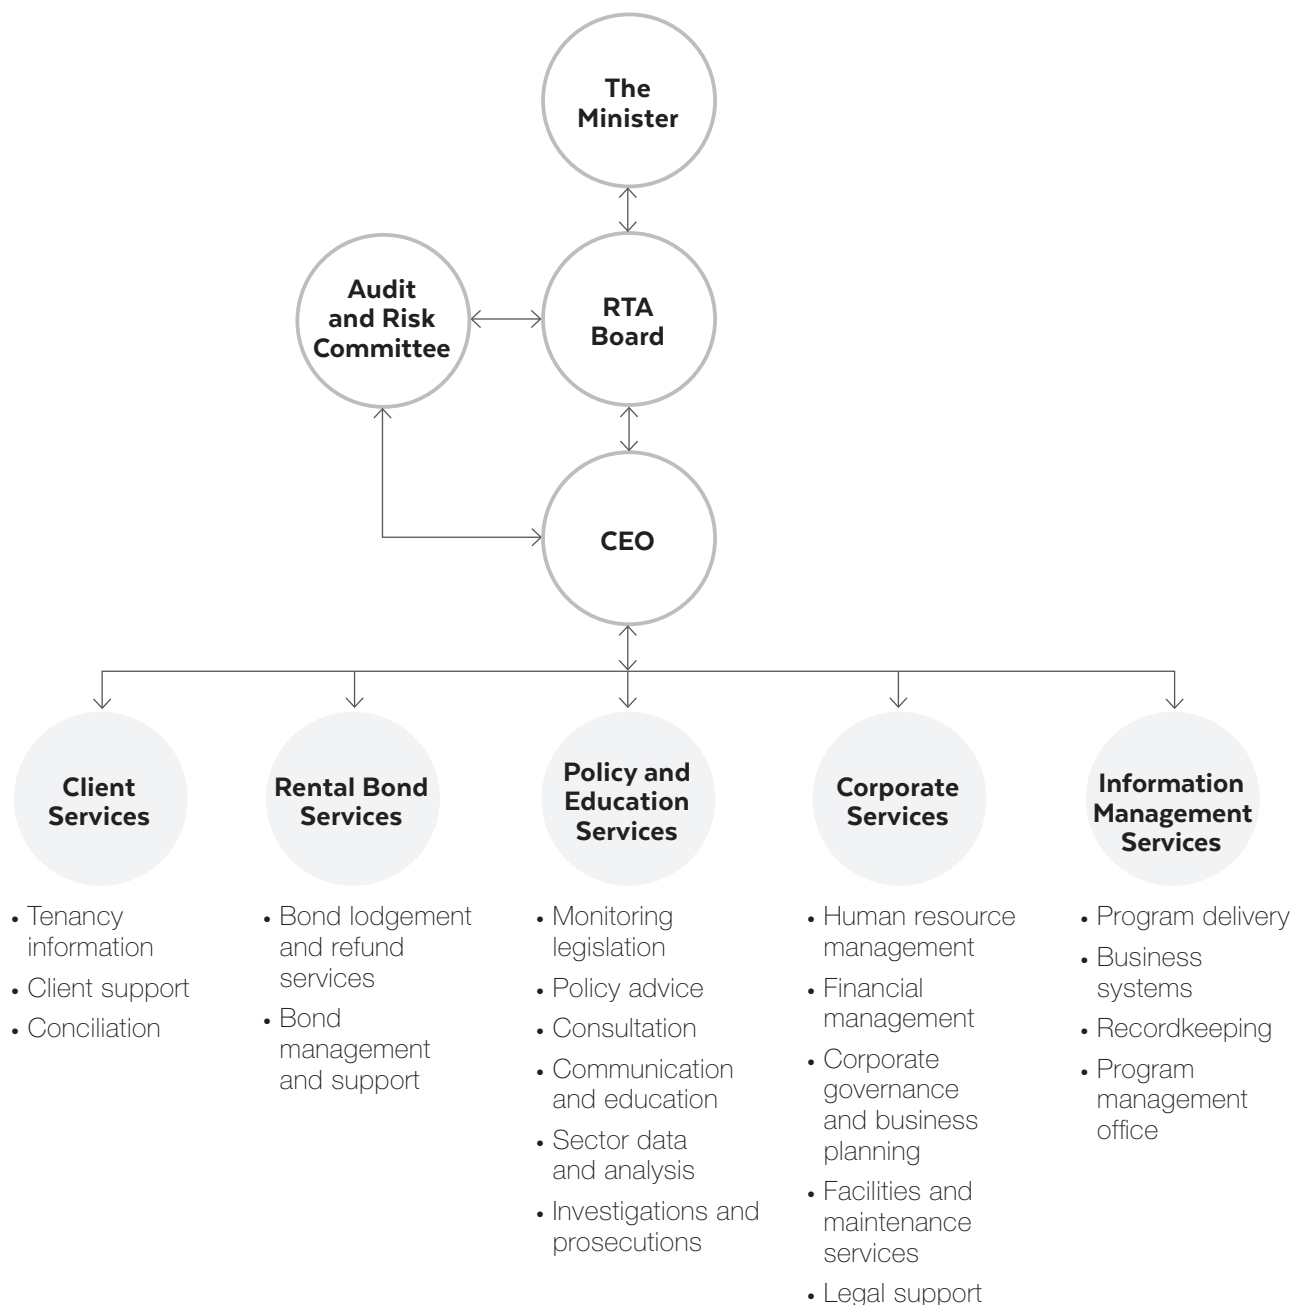 The
Minister
Audit
and Risk
Committee
RTA
Board
CEO
Client
Services
• Tenancy
information
• Client support
• Conciliation
Rental Bond
Services
• Bond lodgement
and refund
services
• Bond
management
and support
Policy and
Education
Services
• Monitoring
legislation
• Policy advice
• Consultation
• Communication
and education
• Sector data
and analysis
• Investigations and
prosecutions
Corporate
Services
• Human resource
management
• Financial
management
• Corporate
governance
and business
planning
• Facilities and
maintenance
services
• Legal support
Information
Management
Services
• Program delivery
• Business
systems
• Recordkeeping
• Program
management
office